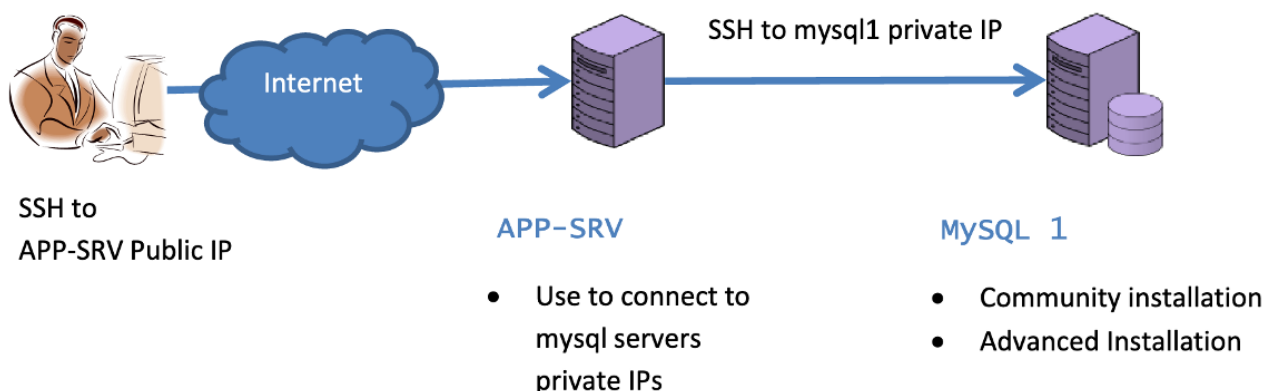 SSH to mysql1 private IP
Internet
SSH to
APP-SRV Public IP
APP-SRV
• Use to connect to
mysql servers
private IPs
MySQL 1
• Community installation
• Advanced Installation